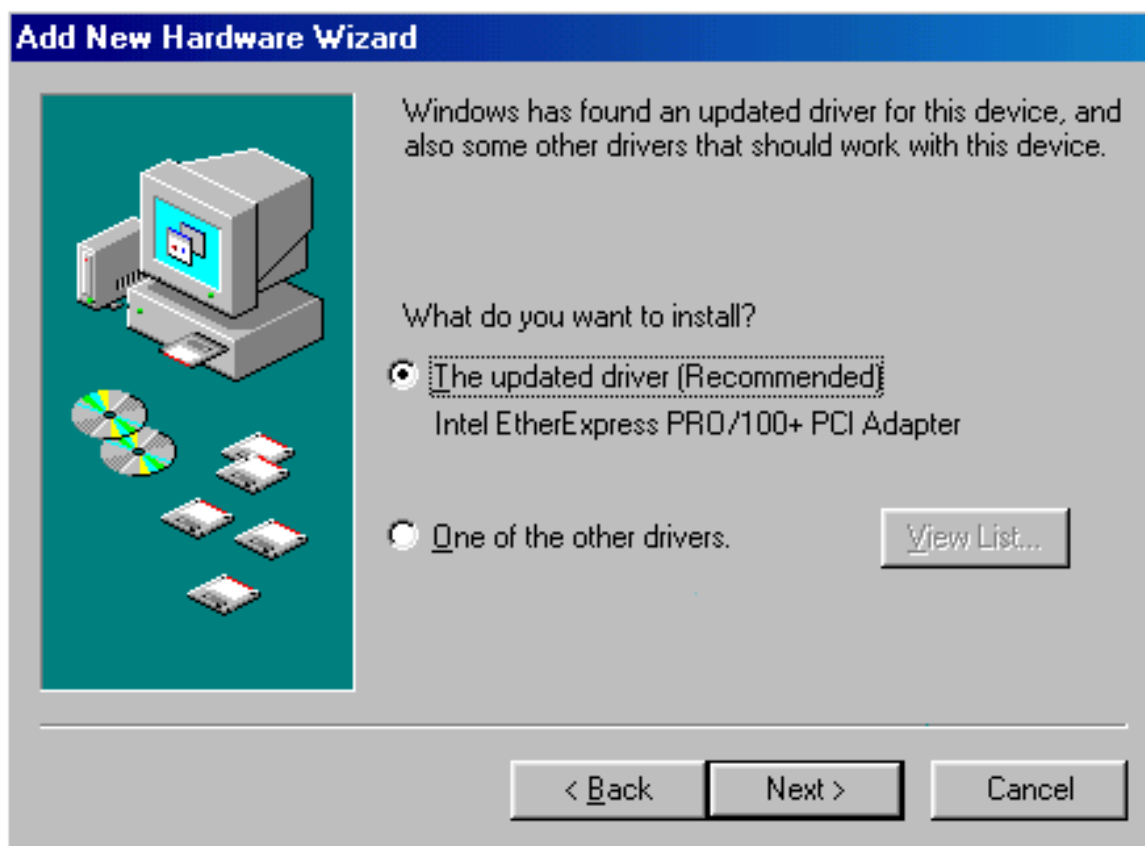 Add New Hardware Wizard
Windows has found an updated driver for this device, and
also some other drivers that should work with this device.
What do you want to install?
The updated driver (Recommended)
Intel EtherExpress PRO/100+ PCI Adapter
One of the other drivers.
View List...
< Back
Next >
Cancel